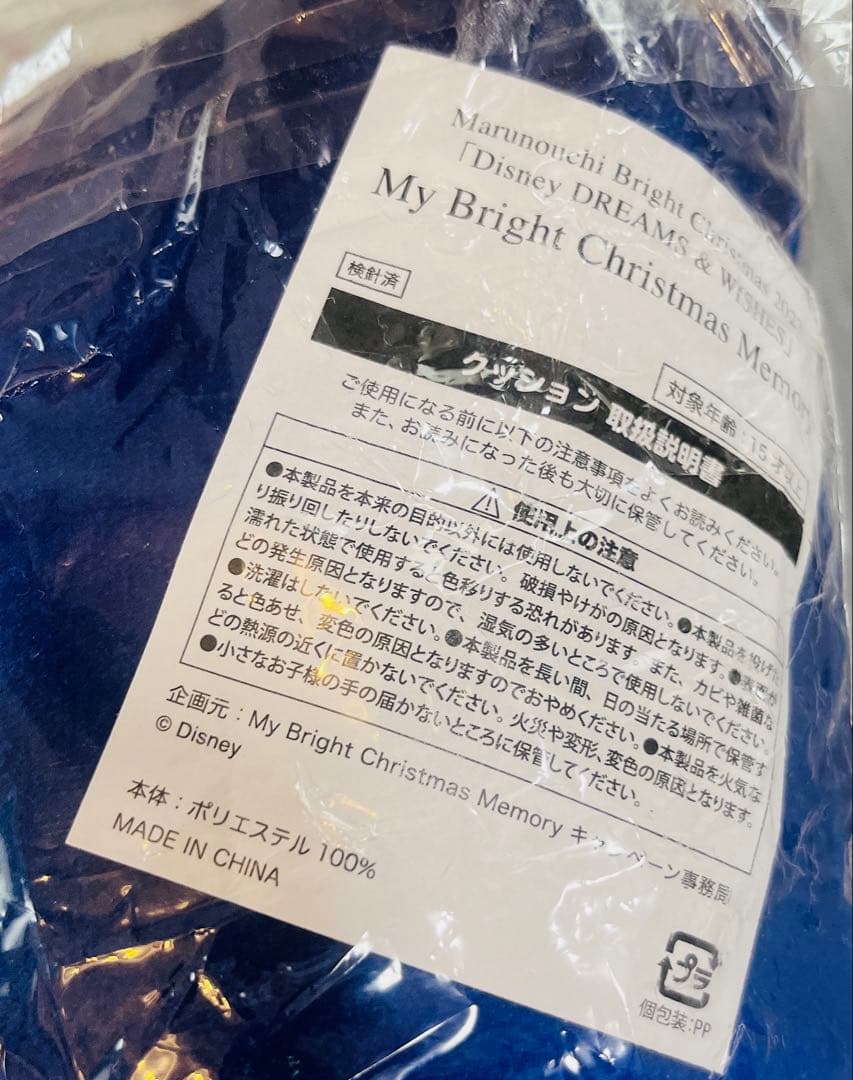 Marunouchi Bright Christmas
「Disney DREAMS & WISHES」
My Bright Christmas Memory
検針済
対象年齢：15才以上
クッション 取扱説明書
ご使用になる前に以下の注意事項をよくお読みください。
また、お読みになった後も大切に保管してください。
⚠ 使用上の注意
●本製品を本来の目的以外には使用しないでください。破損やけがの原因となります。●本製品を投げた
り振り回したりしないでください。
濡れた状態で使用すると色移りする恐れがあります。また、カビや雑菌な
どの発生原因となりますので、湿気の多いところで使用しないでください。
●洗濯はしないでください。●本製品を長い間、日の当たる場所で保管す
ると色あせ、変色の原因となりますのでおやめください。●本製品を火気な
どの熱源の近くに置かないでください。火災や変形、変色の原因となります。
●小さなお子様の手の届かないところに保管してください。
企画元：My Bright Christmas Memory キャンペーン事務局
© Disney
本体：ポリエステル 100%
MADE IN CHINA
プラ
個包装:PP